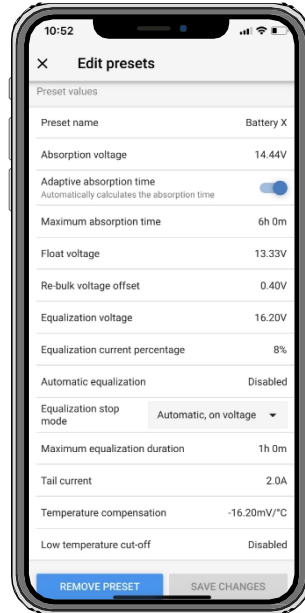 10:52
× Edit presets
Preset values
Preset name Battery X
Absorption voltage 14.44V
Adaptive absorption time
Automatically calculates the absorption time
Maximum absorption time 6h 0m
Float voltage 13.33V
Re-bulk voltage offset 0.40V
Equalization voltage 16.20V
Equalization current percentage 8%
Automatic equalization Disabled
Equalization stop mode Automatic, on voltage
Maximum equalization duration 1h 0m
Tail current 2.0A
Temperature compensation -16.20mV/°C
Low temperature cut-off Disabled
REMOVE PRESET SAVE CHANGES